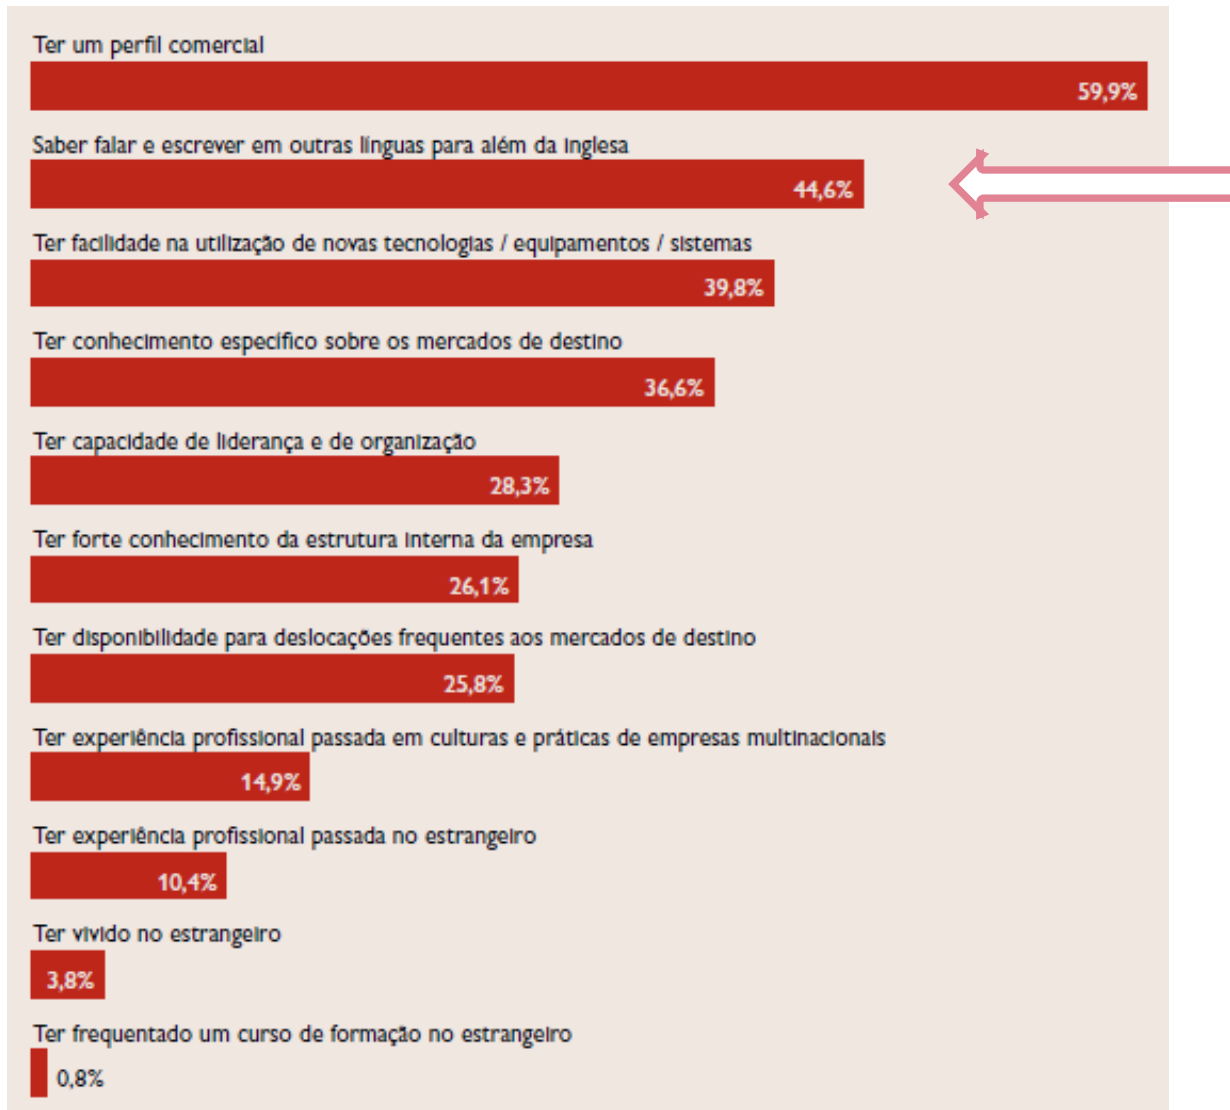 Ter um perfil comercial
59,9%
Saber falar e escrever em outras línguas para além da inglesa
44,6%
Ter facilidade na utilização de novas tecnologias / equipamentos / sistemas
39,8%
Ter conhecimento específico sobre os mercados de destino
36,6%
Ter capacidade de liderança e de organização
28,3%
Ter forte conhecimento da estrutura interna da empresa
26,1%
Ter disponibilidade para deslocações frequentes aos mercados de destino
25,8%
Ter experiência profissional passada em culturas e práticas de empresas multinacionais
14,9%
Ter experiência profissional passada no estrangeiro
10,4%
Ter vivido no estrangeiro
3,8%
Ter frequentado um curso de formação no estrangeiro
0,8%